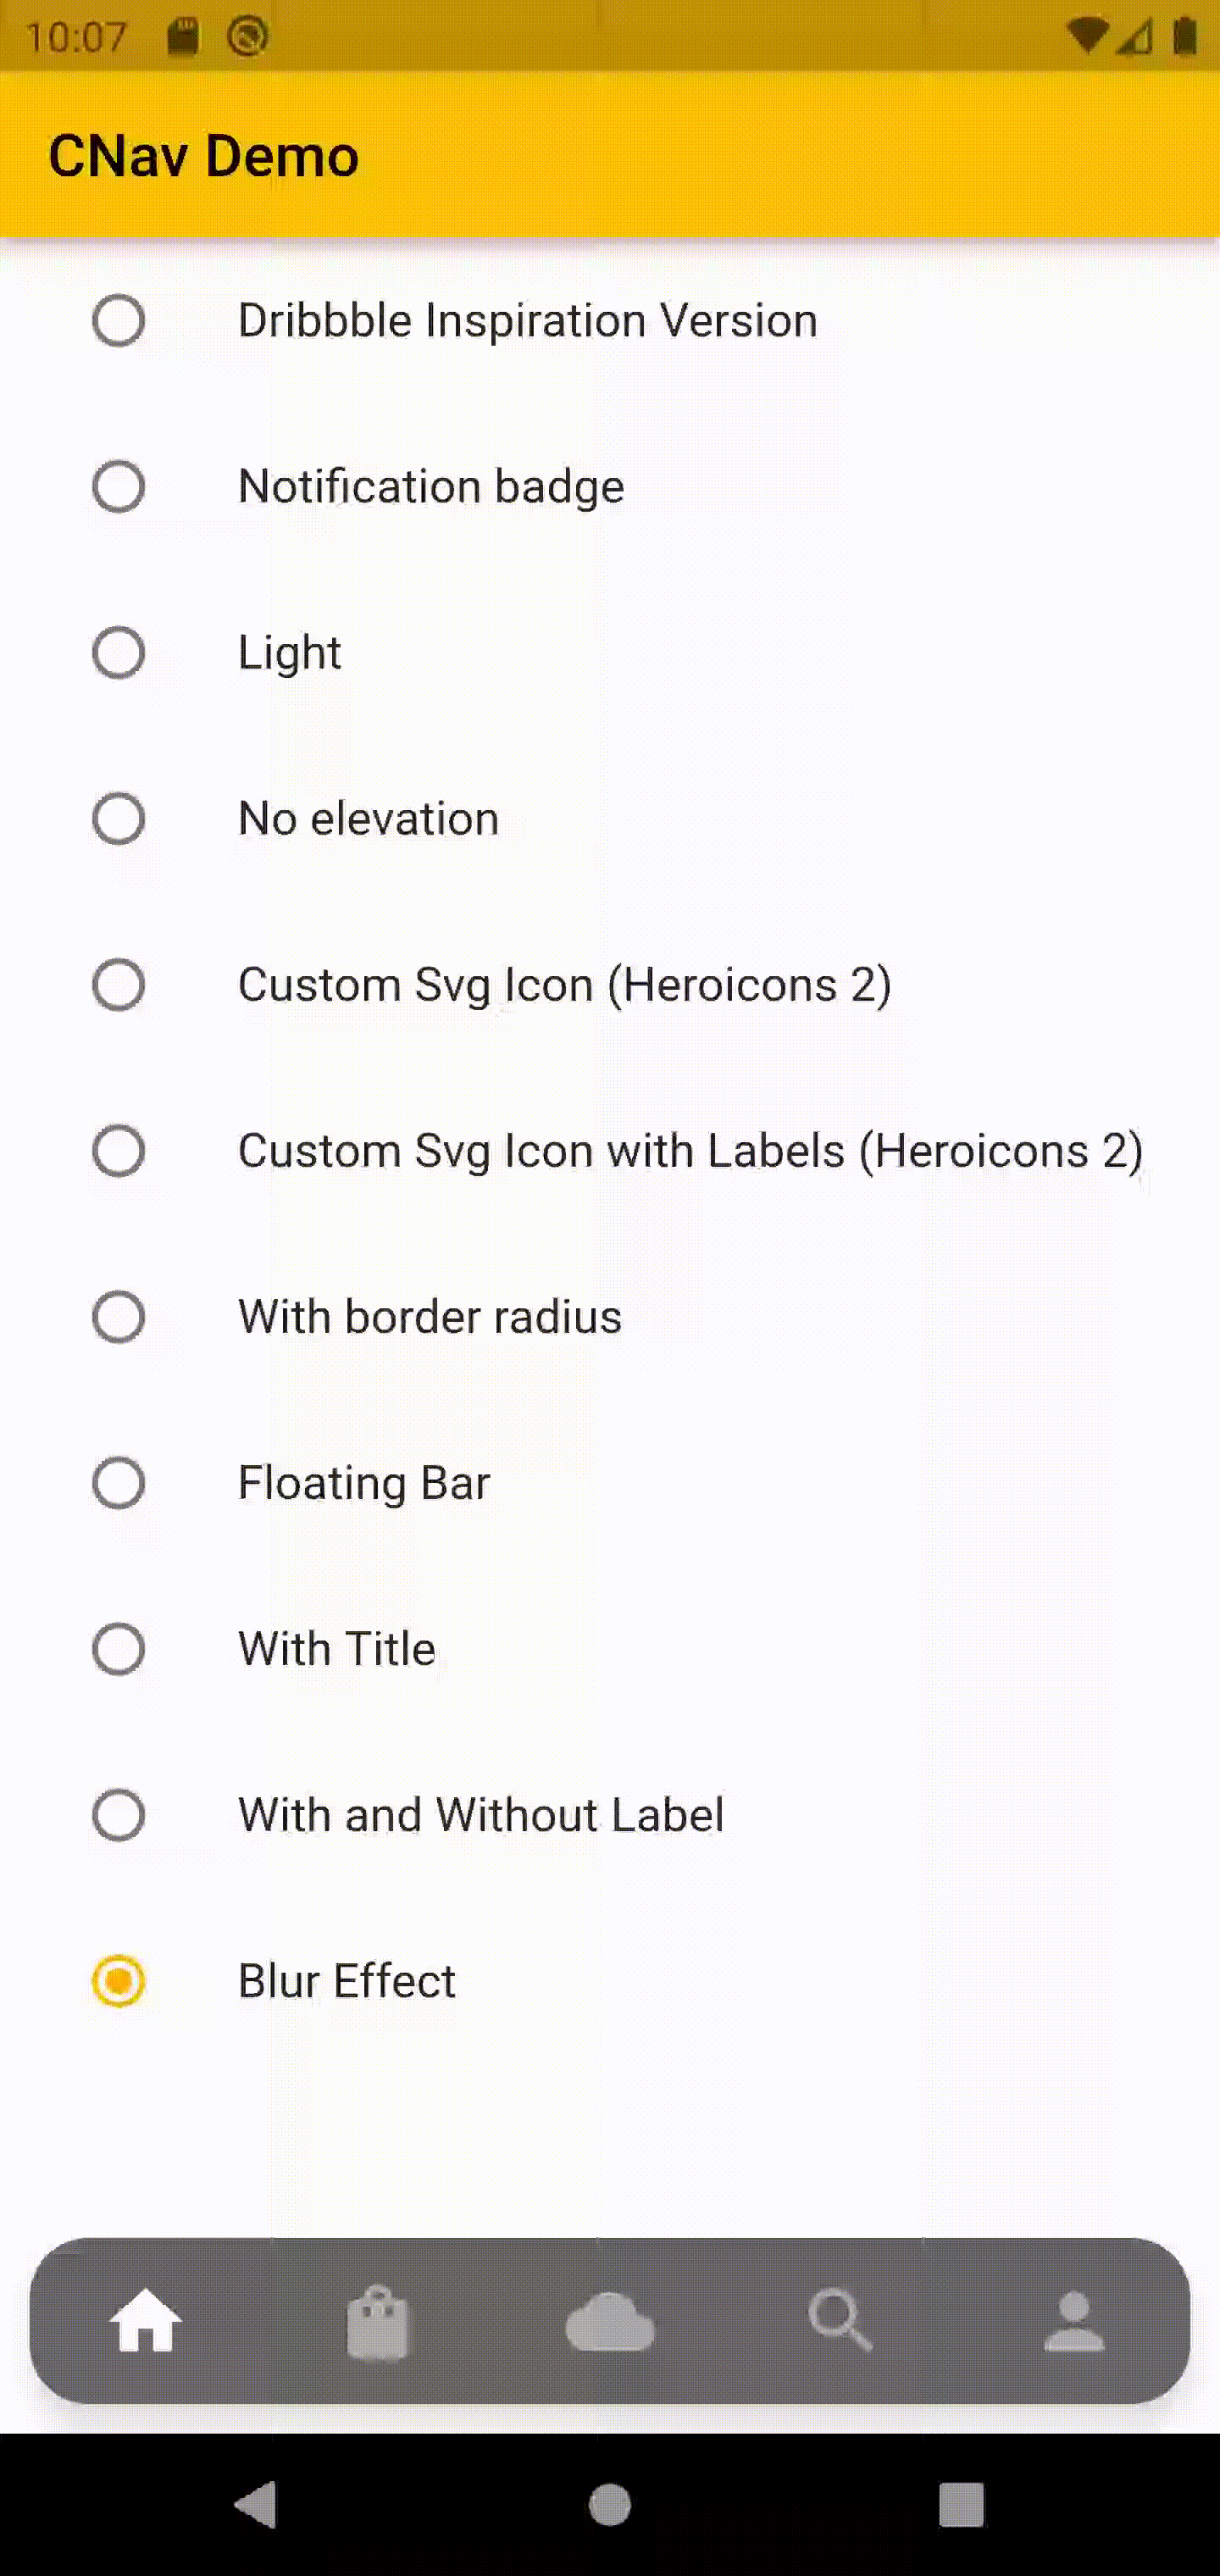 10:07
CNav Demo
Dribbble Inspiration Version
Notification badge
Light
No elevation
Custom Svg Icon (Heroicons 2)
Custom Svg Icon with Labels (Heroicons 2)
With border radius
Floating Bar
With Title
With and Without Label
Blur Effect